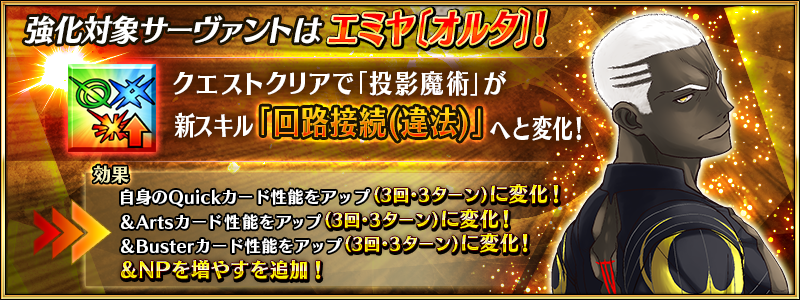 強化対象サーヴァントは エミヤ〔オルタ〕!
クエストクリアで「投影魔術」が
新スキル「回路接続(違法)」へと変化!
効果
自身のQuickカード性能をアップ(3回・3ターン)に変化!
&Artsカード性能をアップ(3回・3ターン)に変化!
&Busterカード性能をアップ(3回・3ターン)に変化!
&NPを増やすを追加!